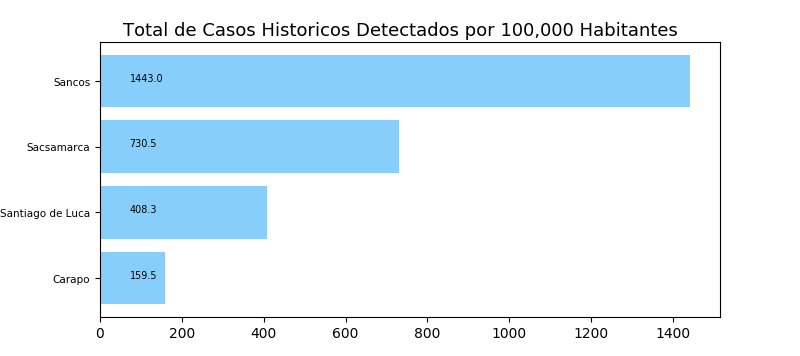 Total de Casos Historicos Detectados por 100,000 Habitantes
Sancos
1443.0
Sacsamarca
730.5
Santiago de Luca
408.3
Carapo
159.5
0 200 400 600 800 1000 1200 1400